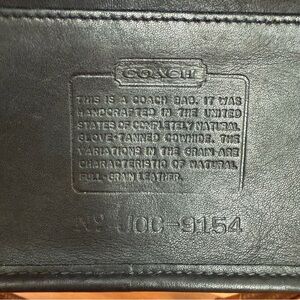 COACH
THIS IS A COACH BAG. IT WAS
HANDCRAFTED IN THE UNITED
STATES OF COMPLETELY NATURAL
GLOVE-TANNED COWHIDE. THE
VARIATIONS IN THE GRAIN ARE
CHARACTERISTIC OF NATURAL
FULL-GRAIN LEATHER.
Nº JOC-9154